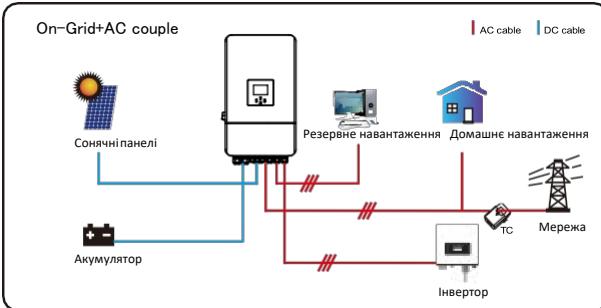 On-Grid+AC couple
AC cable
DC cable
Сонячні панелі
Резервне навантаження
Домашнє навантаження
Акумулятор
TC
Мережа
Інвертор